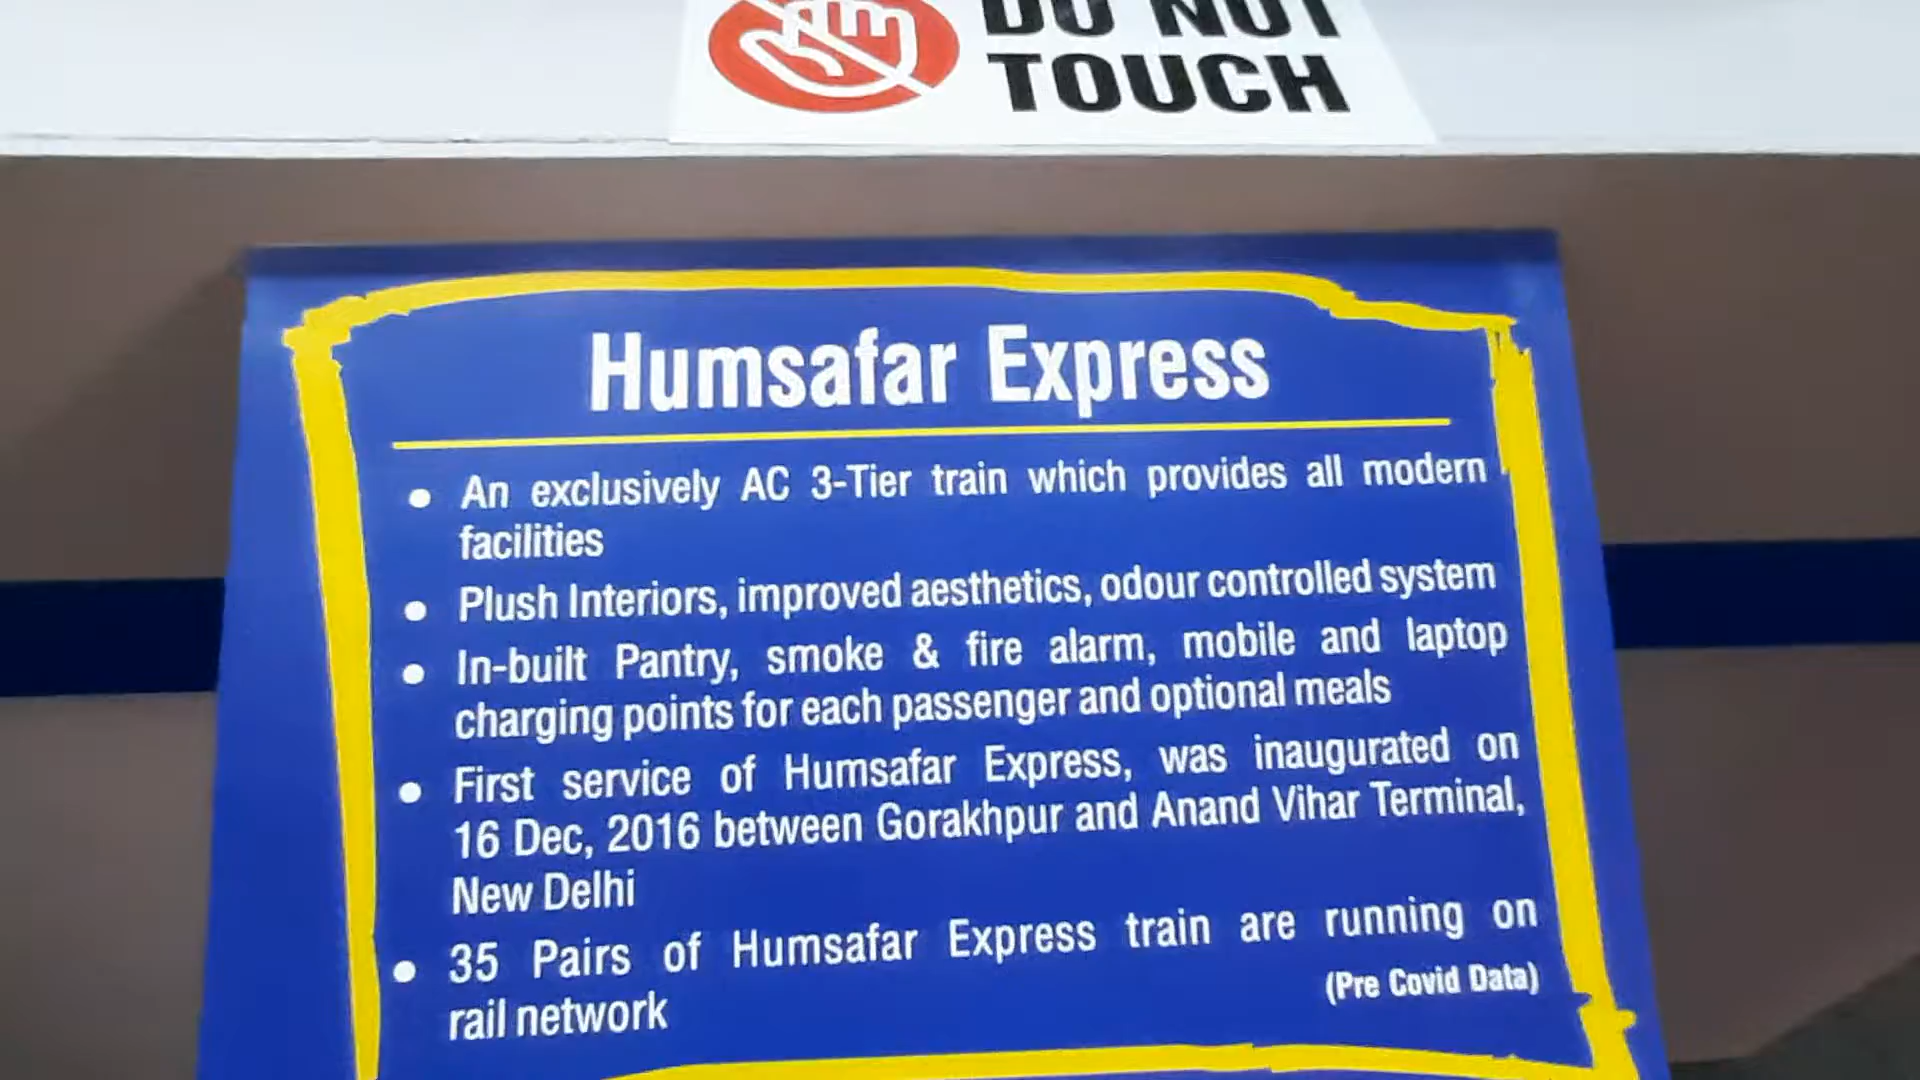 DO NOT
TOUCH
Humsafar Express
• An exclusively AC 3-Tier train which provides all modern
facilities
• Plush Interiors, improved aesthetics, odour controlled system
• In-built Pantry, smoke & fire alarm, mobile and laptop
charging points for each passenger and optional meals
• First service of Humsafar Express, was inaugurated on
16 Dec, 2016 between Gorakhpur and Anand Vihar Terminal,
New Delhi
• 35 Pairs of Humsafar Express train are running on
rail network
(Pre Covid Data)